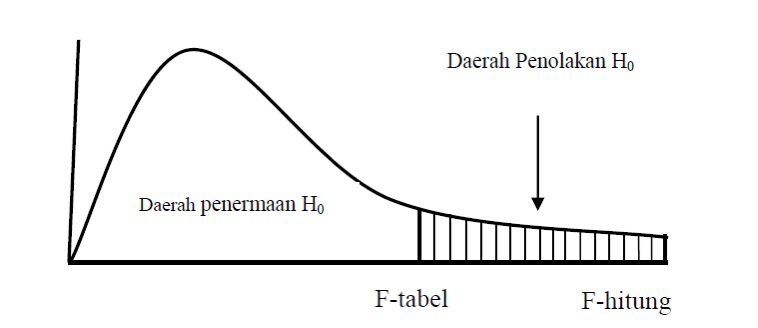 Daerah Penolakan H₀
Daerah penermaan H₀
F-tabel
F-hitung